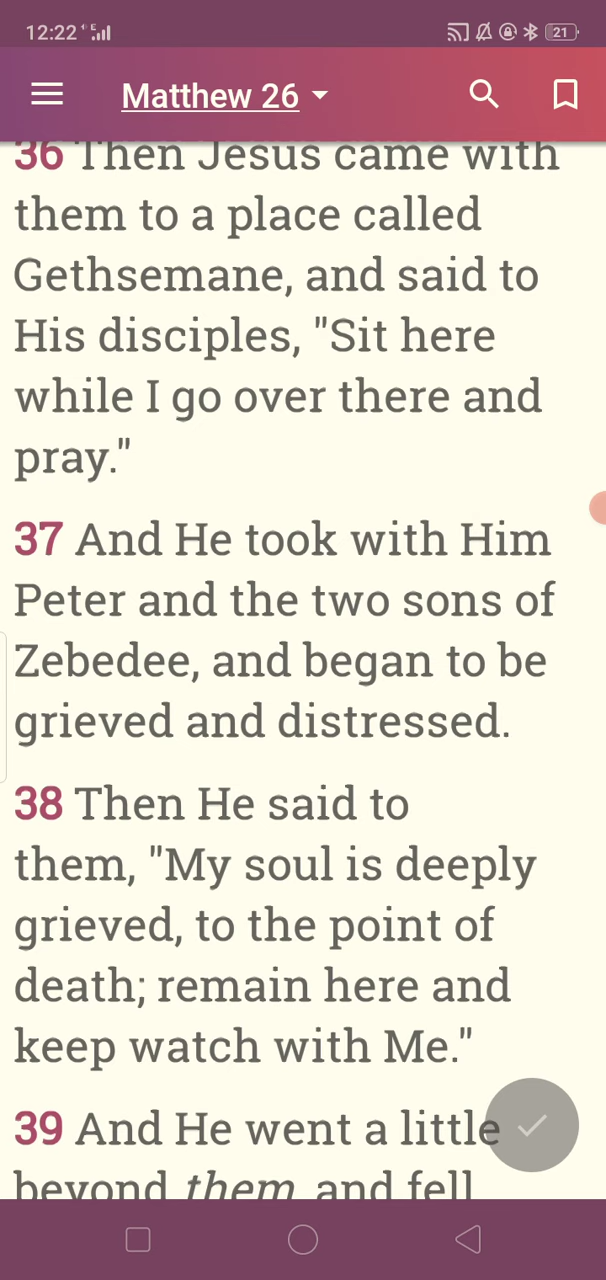 12:22 E 21
Matthew 26
36 Then Jesus came with
them to a place called
Gethsemane, and said to
His disciples, "Sit here
while I go over there and
pray."
37 And He took with Him
Peter and the two sons of
Zebedee, and began to be
grieved and distressed.
38 Then He said to
them, "My soul is deeply
grieved, to the point of
death; remain here and
keep watch with Me."
39 And He went a little
beyond them, and fell